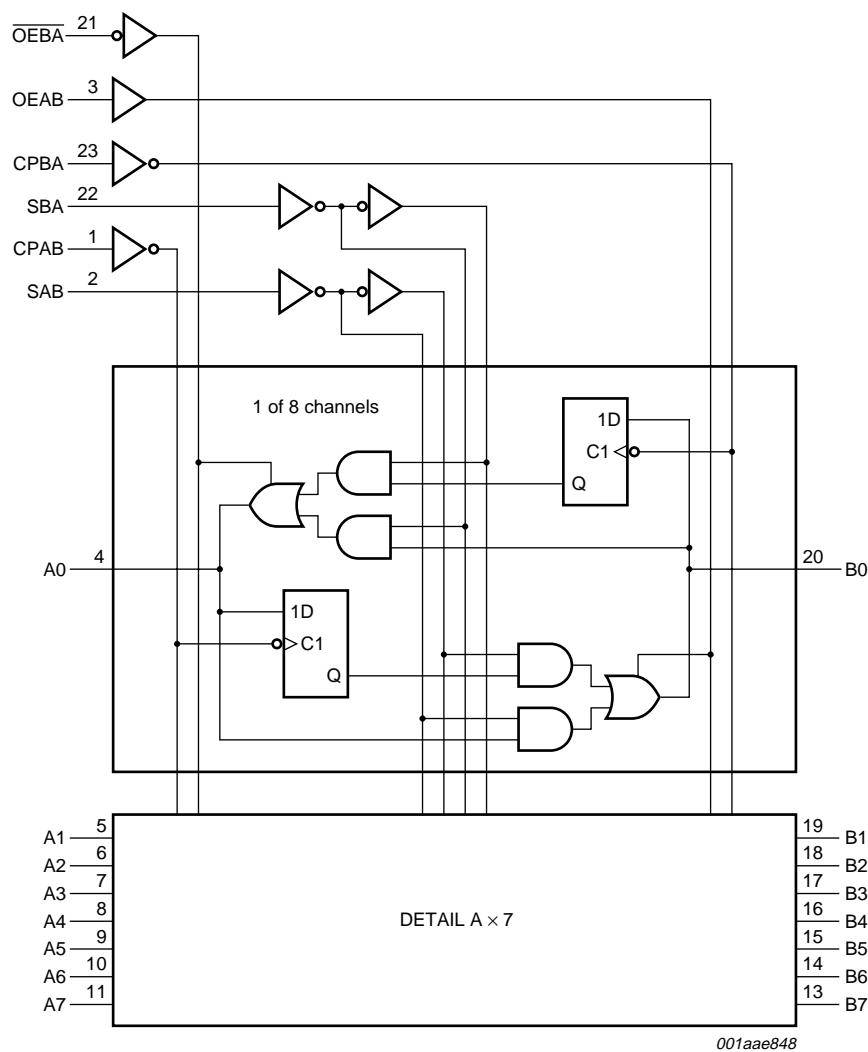 OEBA 21
OEAB 3
CPBA 23
SBA 22
CPAB 1
SAB 2
1 of 8 channels
1D
C1
Q
A0 4
20 B0
1D
C1
Q
A1 5
19 B1
A2 6
18 B2
A3 7
17 B3
A4 8
16 B4
A5 9
15 B5
A6 10
14 B6
A7 11
13 B7
DETAIL A × 7
001aae848